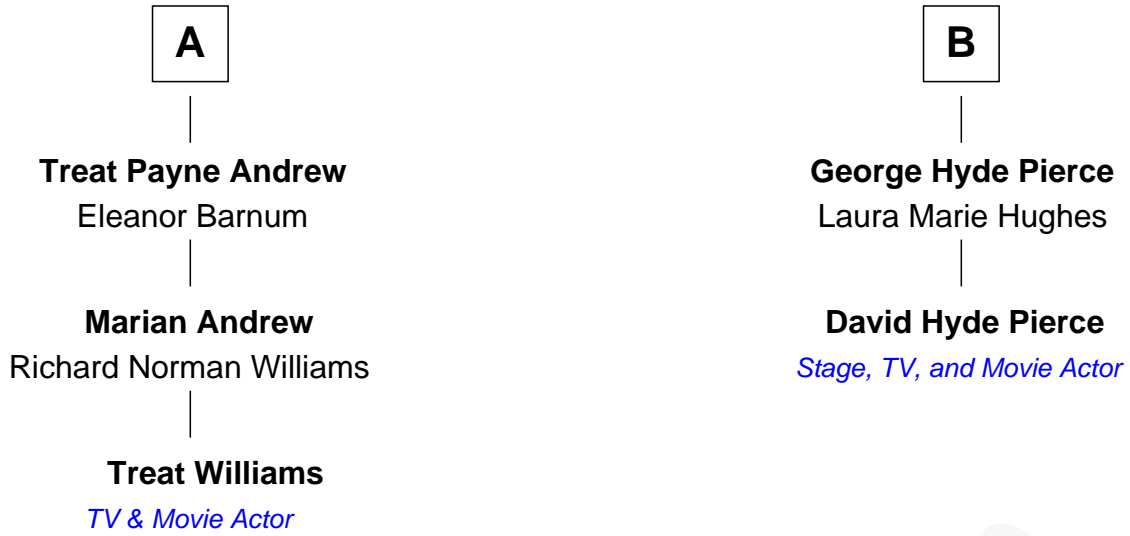 A
Treat Payne Andrew
Eleanor Barnum
Marian Andrew
Richard Norman Williams
Treat Williams
TV & Movie Actor
B
George Hyde Pierce
Laura Marie Hughes
David Hyde Pierce
Stage, TV, and Movie Actor